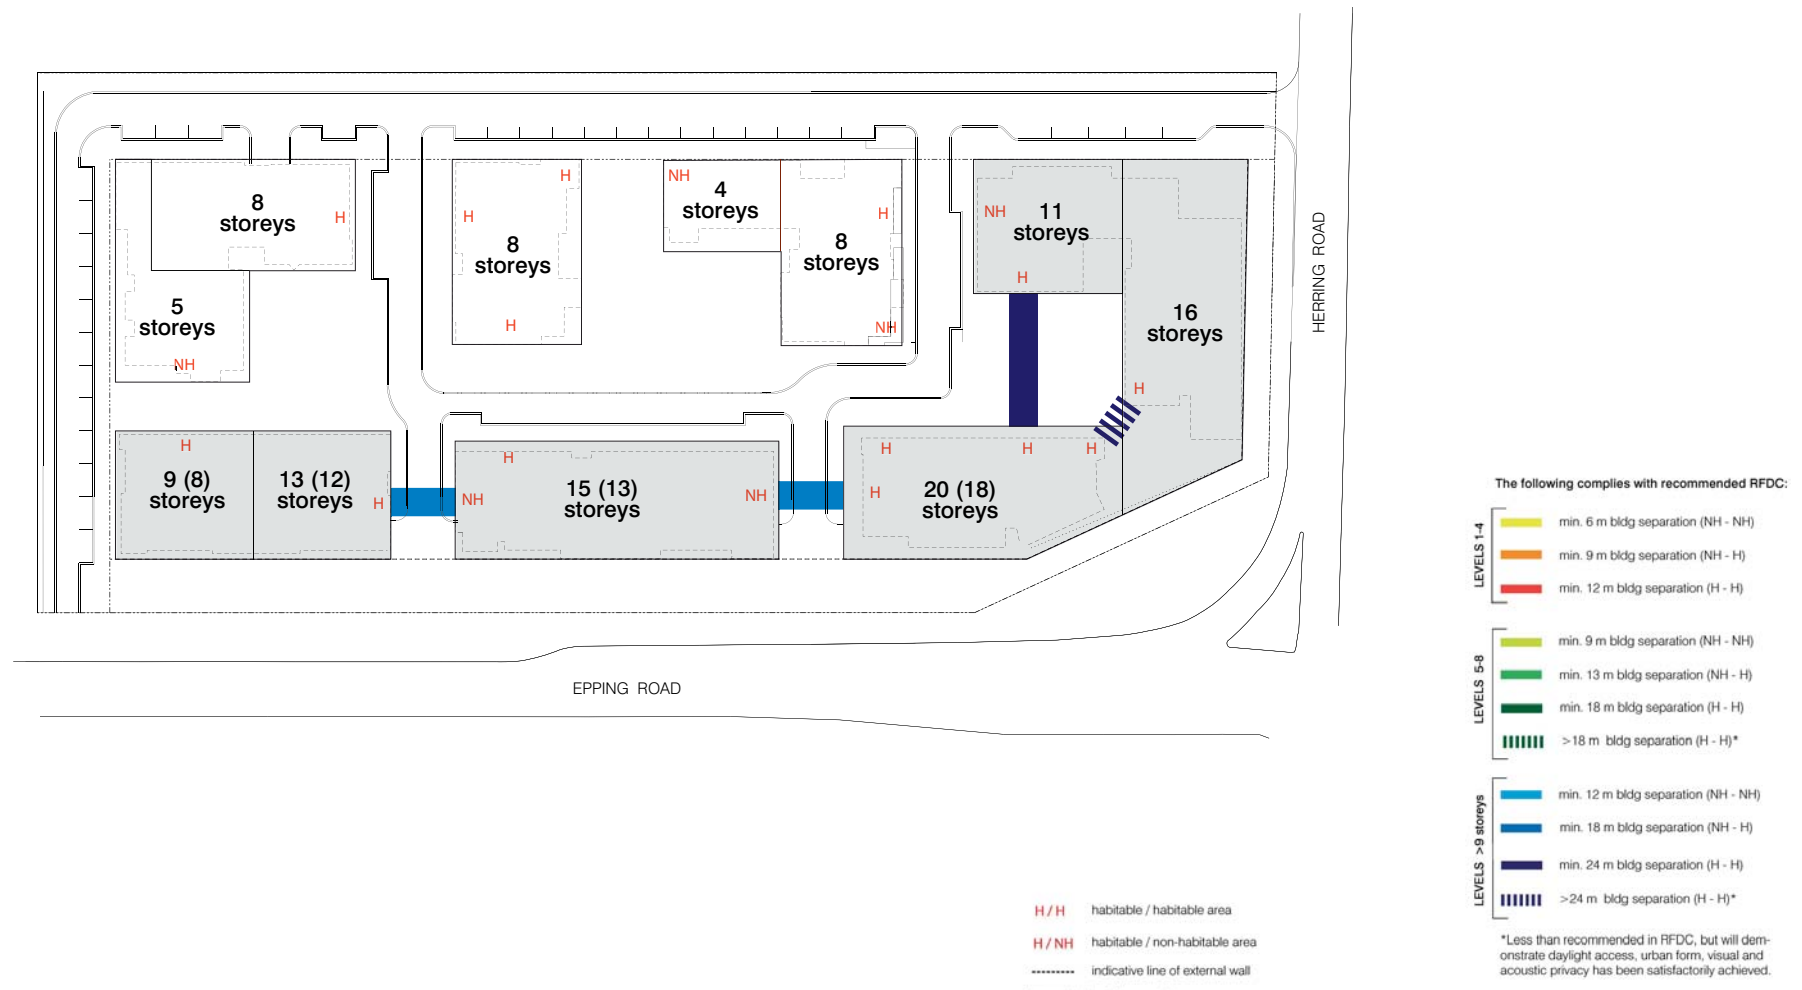 8
storeys
H
5
storeys
NH
H
H
8
storeys
H
NH
4
storeys
H
8
storeys
NH
NH
11
storeys
H
16
storeys
H
HERRING ROAD
H
9 (8)
storeys
13 (12)
storeys
H
H
NH
15 (13)
storeys
NH
H
H
H
H
20 (18)
storeys
EPPING ROAD
The following complies with recommended RFDC:
LEVELS 1-4
min. 6 m bldg separation (NH - NH)
min. 9 m bldg separation (NH - H)
min. 12 m bldg separation (H - H)
LEVELS 5-8
min. 9 m bldg separation (NH - NH)
min. 13 m bldg separation (NH - H)
min. 18 m bldg separation (H - H)
>18 m bldg separation (H - H)*
LEVELS >9 storeys
min. 12 m bldg separation (NH - NH)
min. 18 m bldg separation (NH - H)
min. 24 m bldg separation (H - H)
>24 m bldg separation (H - H)*
*Less than recommended in RFDC, but will dem-
onstrate daylight access, urban form, visual and
acoustic privacy has been satisfactorily achieved.
H / H habitable / habitable area
H / NH habitable / non-habitable area
indicative line of external wall